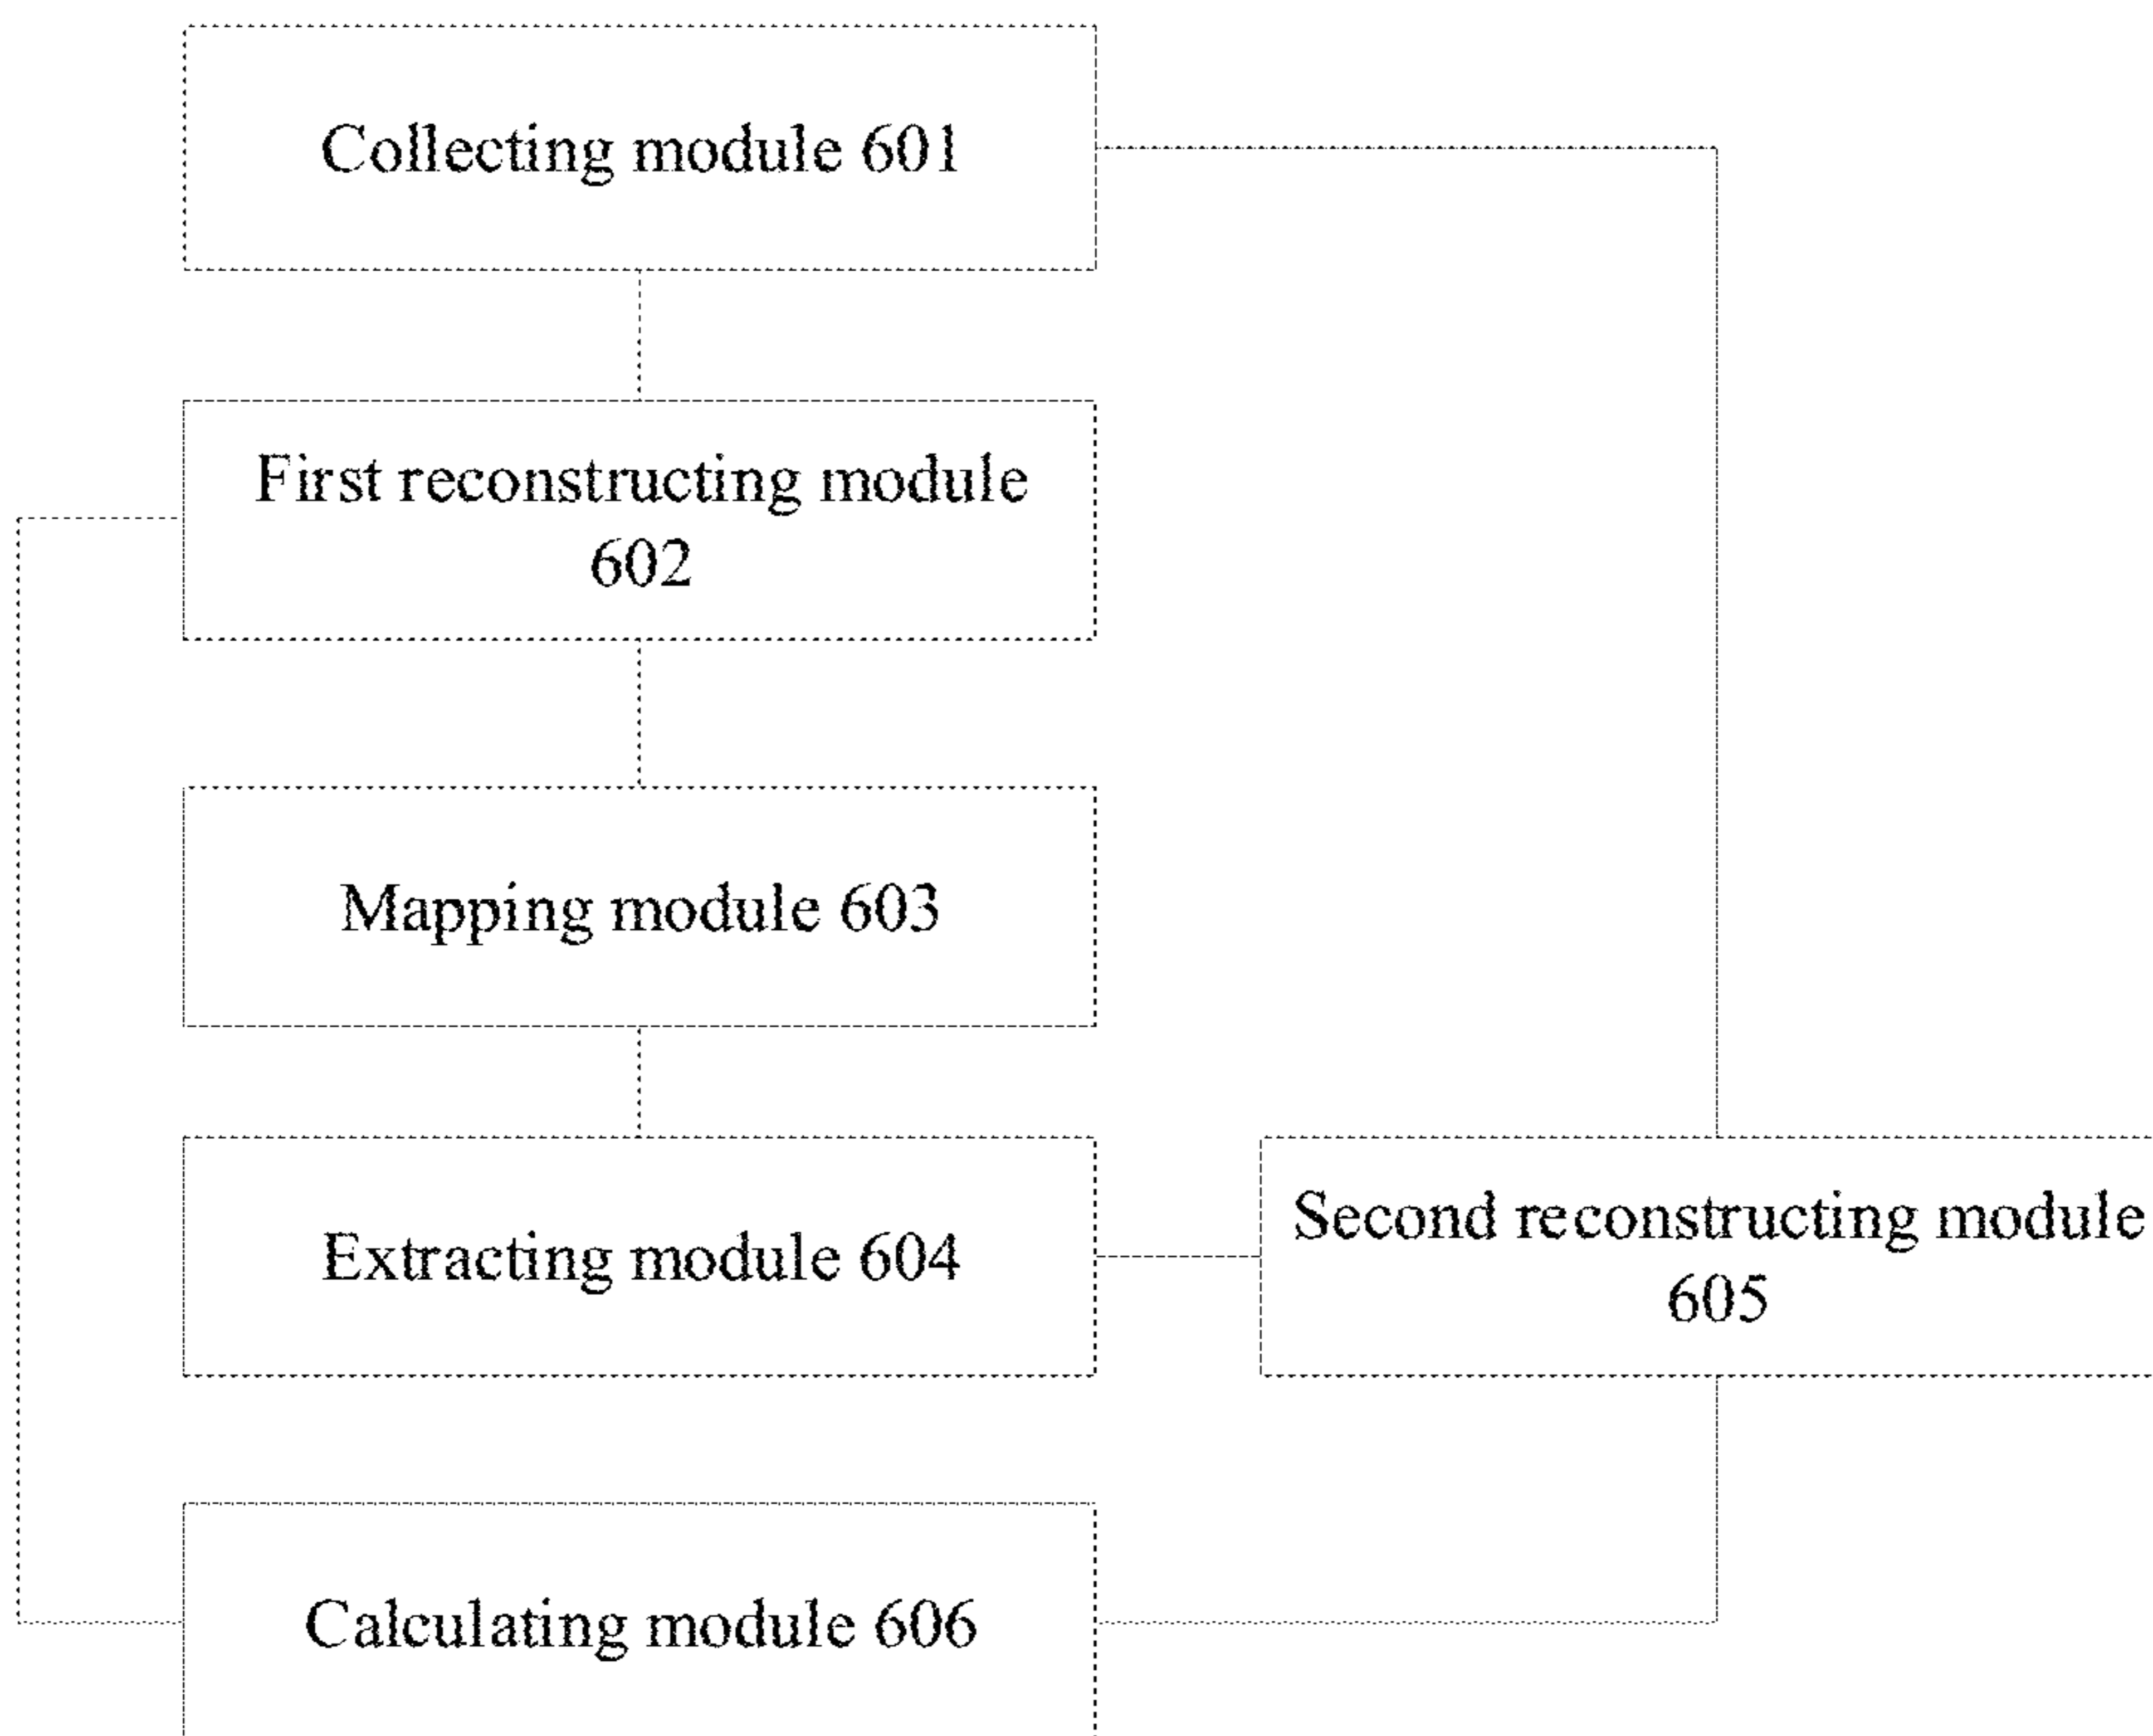 Collecting module 601
First reconstructing module
602
Mapping module 603
Extracting module 604
Second reconstructing module
605
Calculating module 606